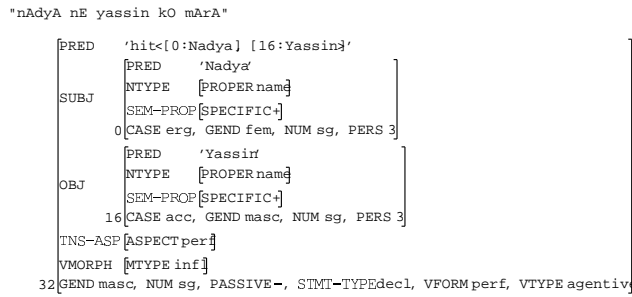 "nAdyA nE yassin kO mArA"
PRED 'hit<[0:Nadya], [16:Yassin]>'
PRED 'Nadya'
NTYPE [PROPER name]
SUBJ
SEM-PROP [SPECIFIC +]
0 CASE erg, GEND fem, NUM sg, PERS 3
PRED 'Yassin'
NTYPE [PROPER name]
OBJ
SEM-PROP [SPECIFIC +]
16 CASE acc, GEND masc, NUM sg, PERS 3
TNS-ASP [ASPECT perf]
VMORPH [MTYPE infl]
32 GEND masc, NUM sg, PASSIVE -, STMT-TYPE decl, VFORM perf, VTYPE agentiv